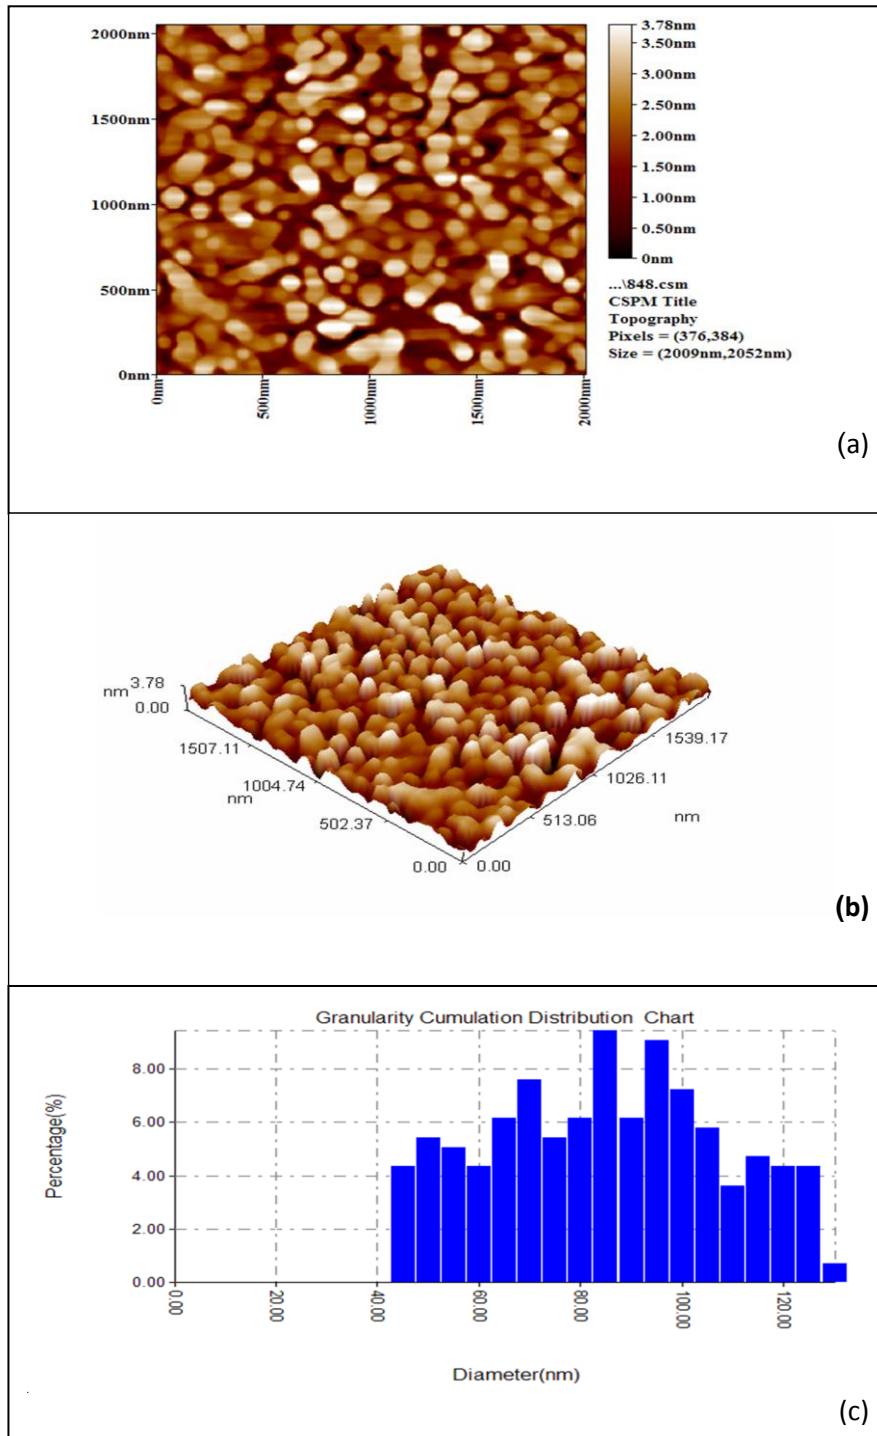 2000nm
1500nm
1000nm
500nm
0nm
0nm
500nm
1000nm
1500nm
2000nm
3.78nm
3.50nm
3.00nm
2.50nm
2.00nm
1.50nm
1.00nm
0.50nm
0nm
...\848.csm
CSPM Title
Topography
Pixels = (376,384)
Size = (2009nm,2052nm)
(a)
nm 3.78
0.00
1507.11
1004.74
nm
502.37
0.00
0.00
513.06
1026.11
1539.17
nm
(b)
Granularity Cumulation Distribution Chart
Percentage(%)
8.00
6.00
4.00
2.00
0.00
0.00
20.00
40.00
60.00
80.00
100.00
120.00
Diameter(nm)
(c)